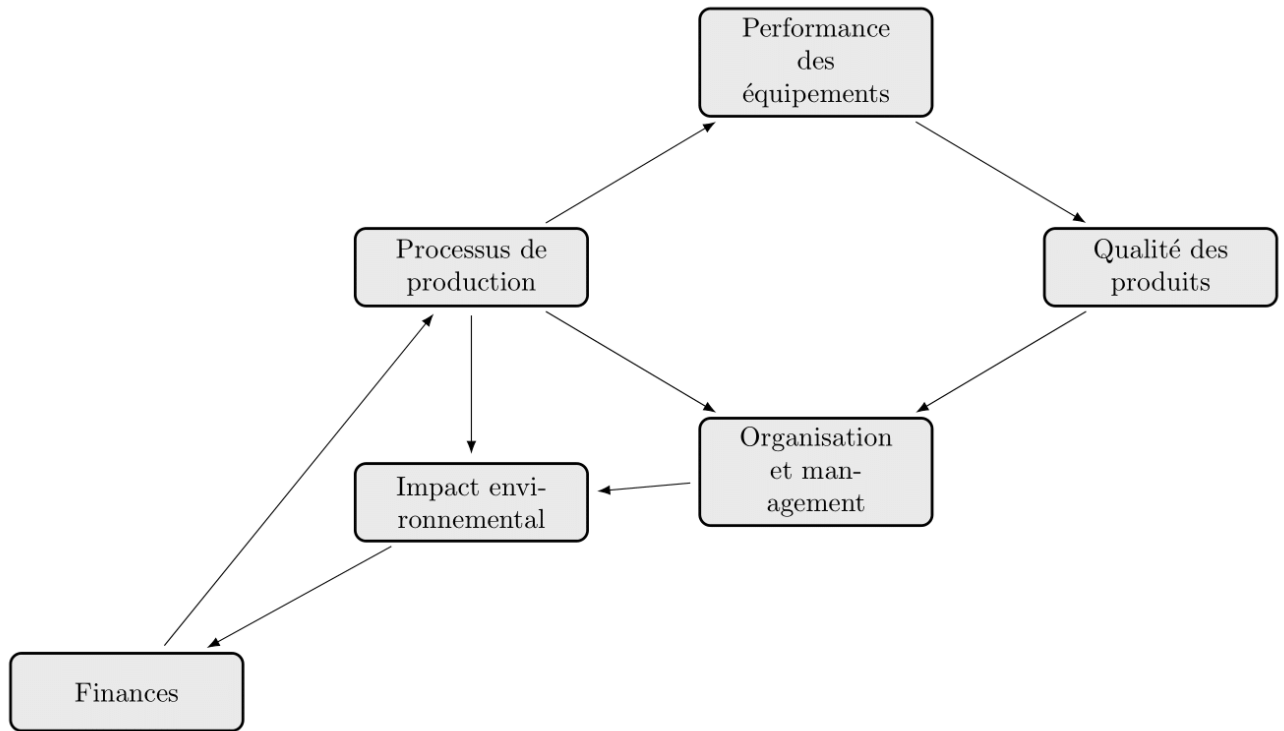 Performance
des
équipements
Processus de
production
Qualité des
produits
Organisation
et man-
agement
Impact envi-
ronnemental
Finances